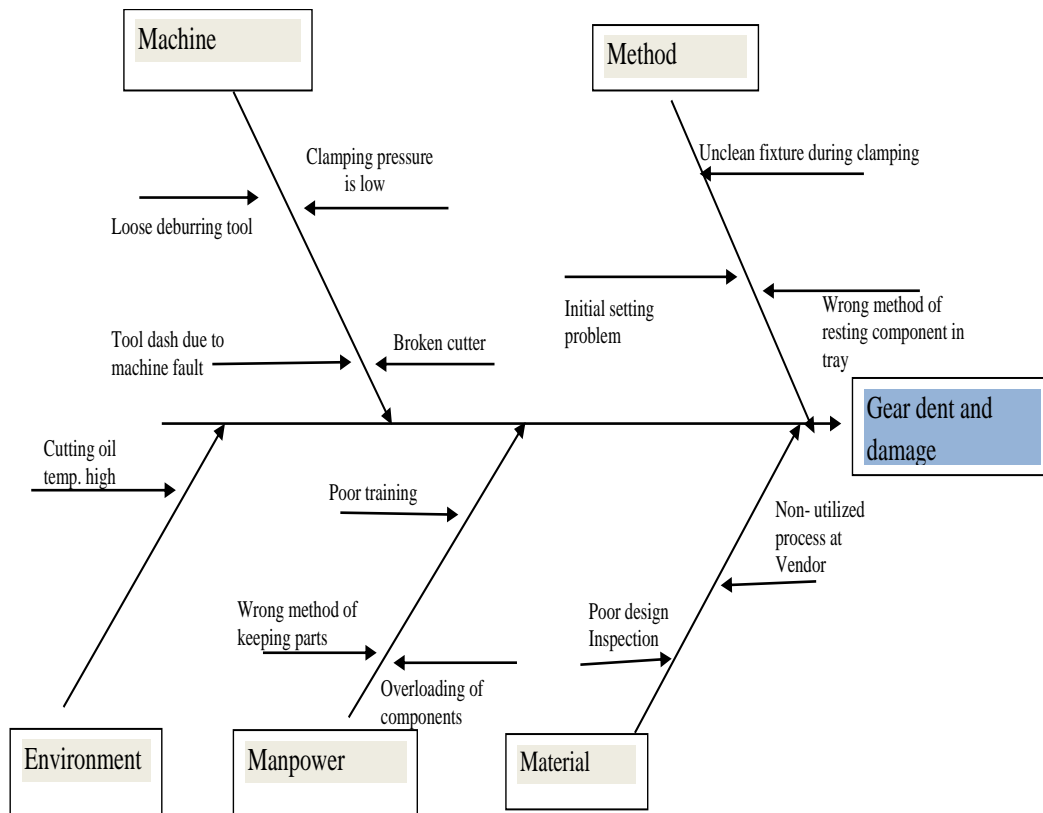 Machine
Method
Clamping pressure
is low
Unclean fixture during clamping
Loose deburring tool
Initial setting
problem
Wrong method of
resting component in
tray
Tool dash due to
machine fault
Broken cutter
Gear dent and
damage
Cutting oil
temp. high
Poor training
Non- utilized
process at
Vendor
Wrong method of
keeping parts
Poor design
Inspection
Overloading of
components
Environment
Manpower
Material